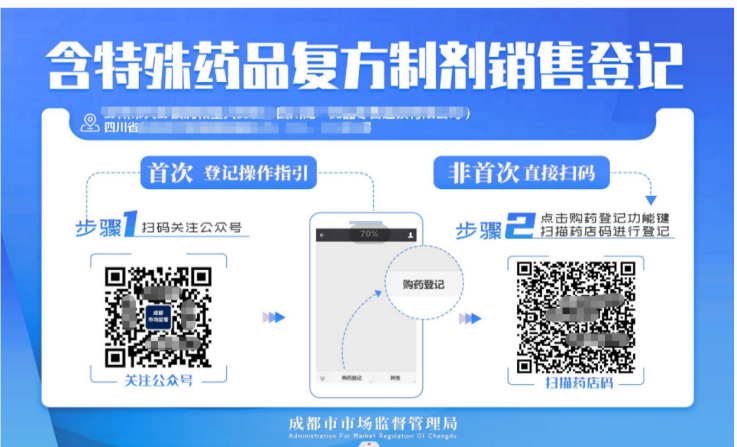 含特殊药品复方制剂销售登记
四川省
首次 登记操作指引
非首次 直接扫码
步骤1 扫码关注公众号
70%
购药登记
步骤2 点击购药登记功能键
扫描药店码进行登记
成都
市场监管
购药登记
其他
关注公众号
扫描药店码
成都市市场监督管理局
Administration For Market Regulation Of Chengdu